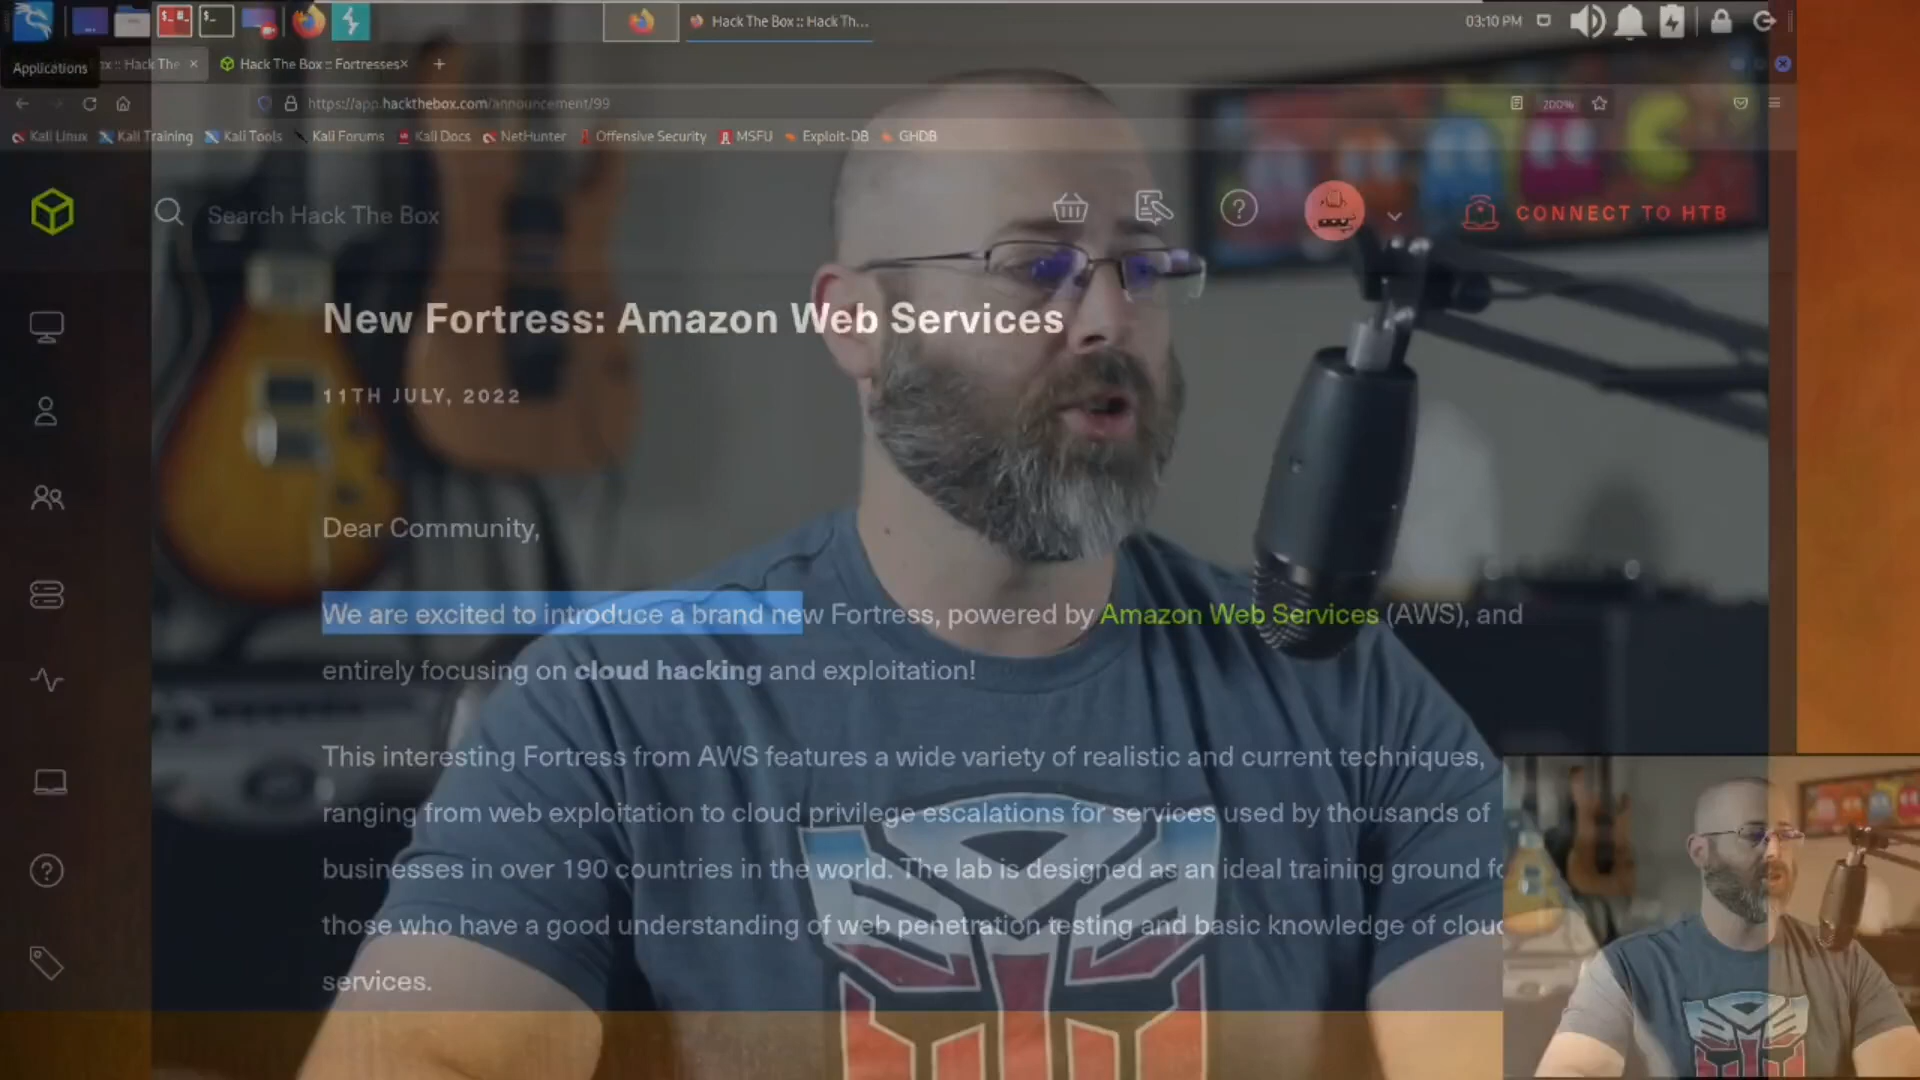 Hack The Box :: Hack Th...
03:10 PM
Applications
ox :: Hack The
Hack The Box :: Fortresses
https://app.hackthebox.com/announcement/99
200%
Kali Linux Kali Training Kali Tools Kali Forums Kali Docs NetHunter Offensive Security MSFU Exploit-DB GHDB
Search Hack The Box
CONNECT TO HTB
New Fortress: Amazon Web Services
11TH JULY, 2022
Dear Community,
We are excited to introduce a brand new Fortress, powered by Amazon Web Services (AWS), and
entirely focusing on cloud hacking and exploitation!
This interesting Fortress from AWS features a wide variety of realistic and current techniques,
ranging from web exploitation to cloud privilege escalations for services used by thousands of
businesses in over 190 countries in the world. The lab is designed as an ideal training ground fo
those who have a good understanding of web penetration testing and basic knowledge of cloud
services.